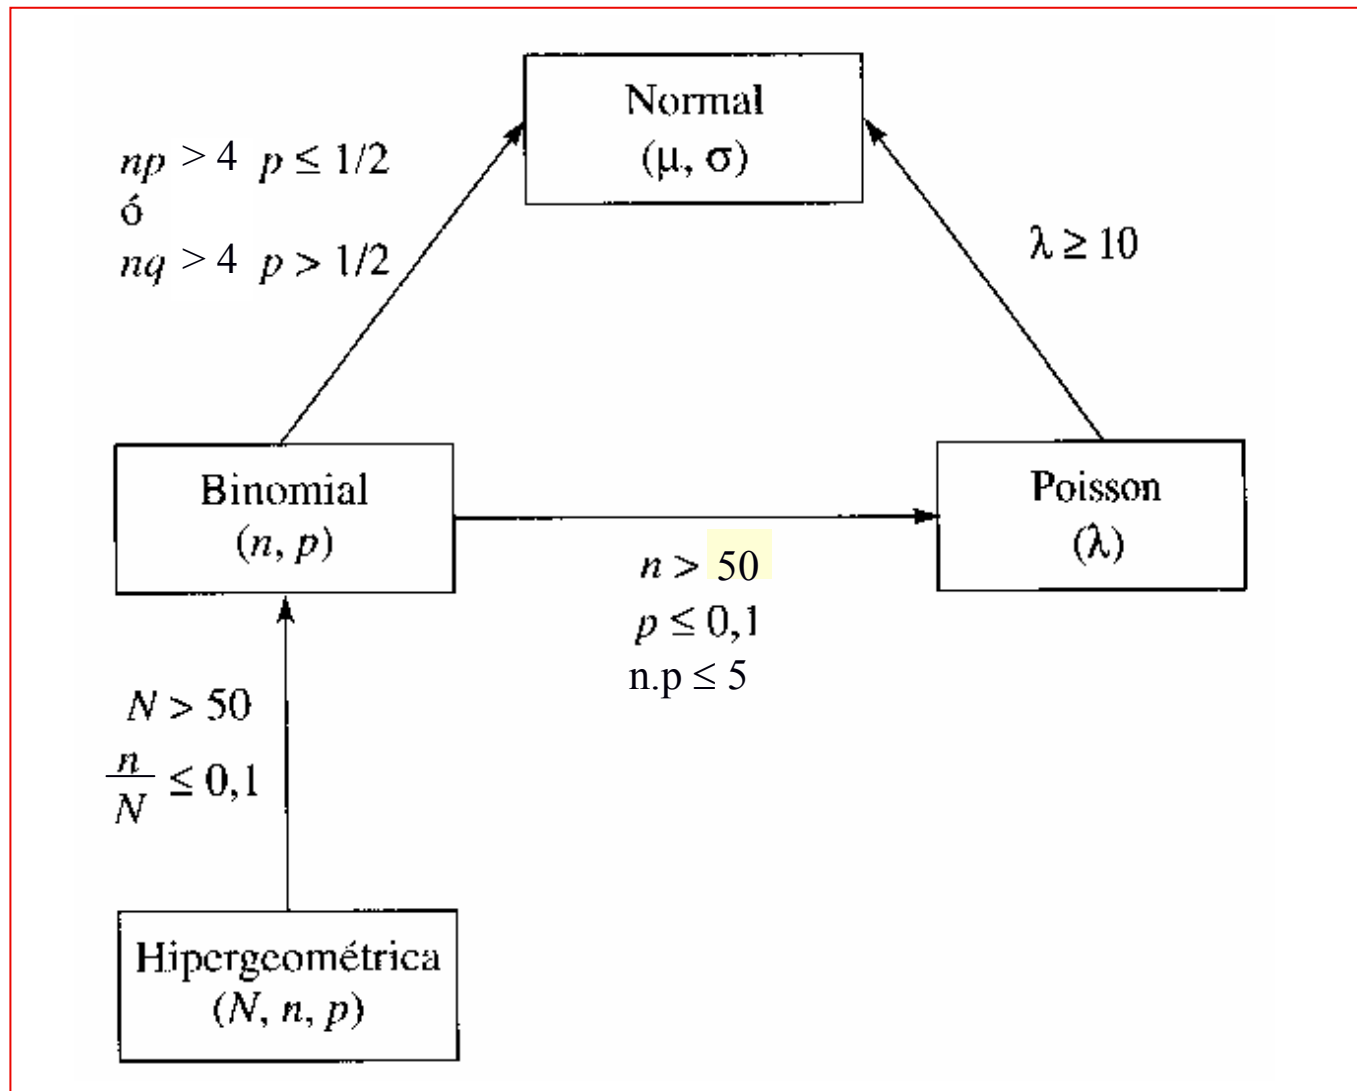 Normal
(μ, σ)
np > 4 p ≤ 1/2
ó
nq > 4 p > 1/2
λ ≥ 10
Binomial
(n, p)
Poisson
(λ)
n > 50
p ≤ 0,1
n.p ≤ 5
N > 50
n/N ≤ 0,1
Hipergeométrica
(N, n, p)